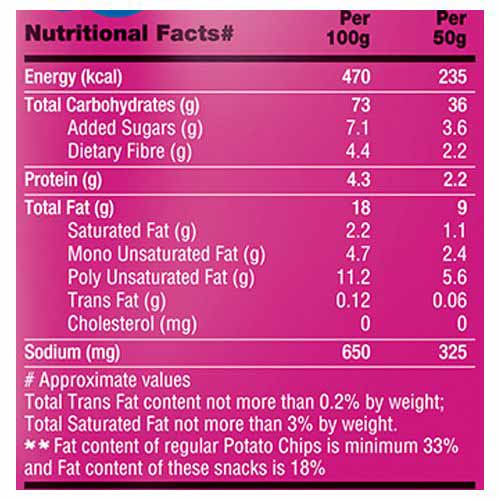 Nutritional Facts# Per 100g Per 50g
Energy (kcal) 470 235
Total Carbohydrates (g) 73 36
Added Sugars (g) 7.1 3.6
Dietary Fibre (g) 4.4 2.2
Protein (g) 4.3 2.2
Total Fat (g) 18 9
Saturated Fat (g) 2.2 1.1
Mono Unsaturated Fat (g) 4.7 2.4
Poly Unsaturated Fat (g) 11.2 5.6
Trans Fat (g) 0.12 0.06
Cholesterol (mg) 0 0
Sodium (mg) 650 325
# Approximate values
Total Trans Fat content not more than 0.2% by weight;
Total Saturated Fat not more than 3% by weight.
** Fat content of regular Potato Chips is minimum 33%
and Fat content of these snacks is 18%